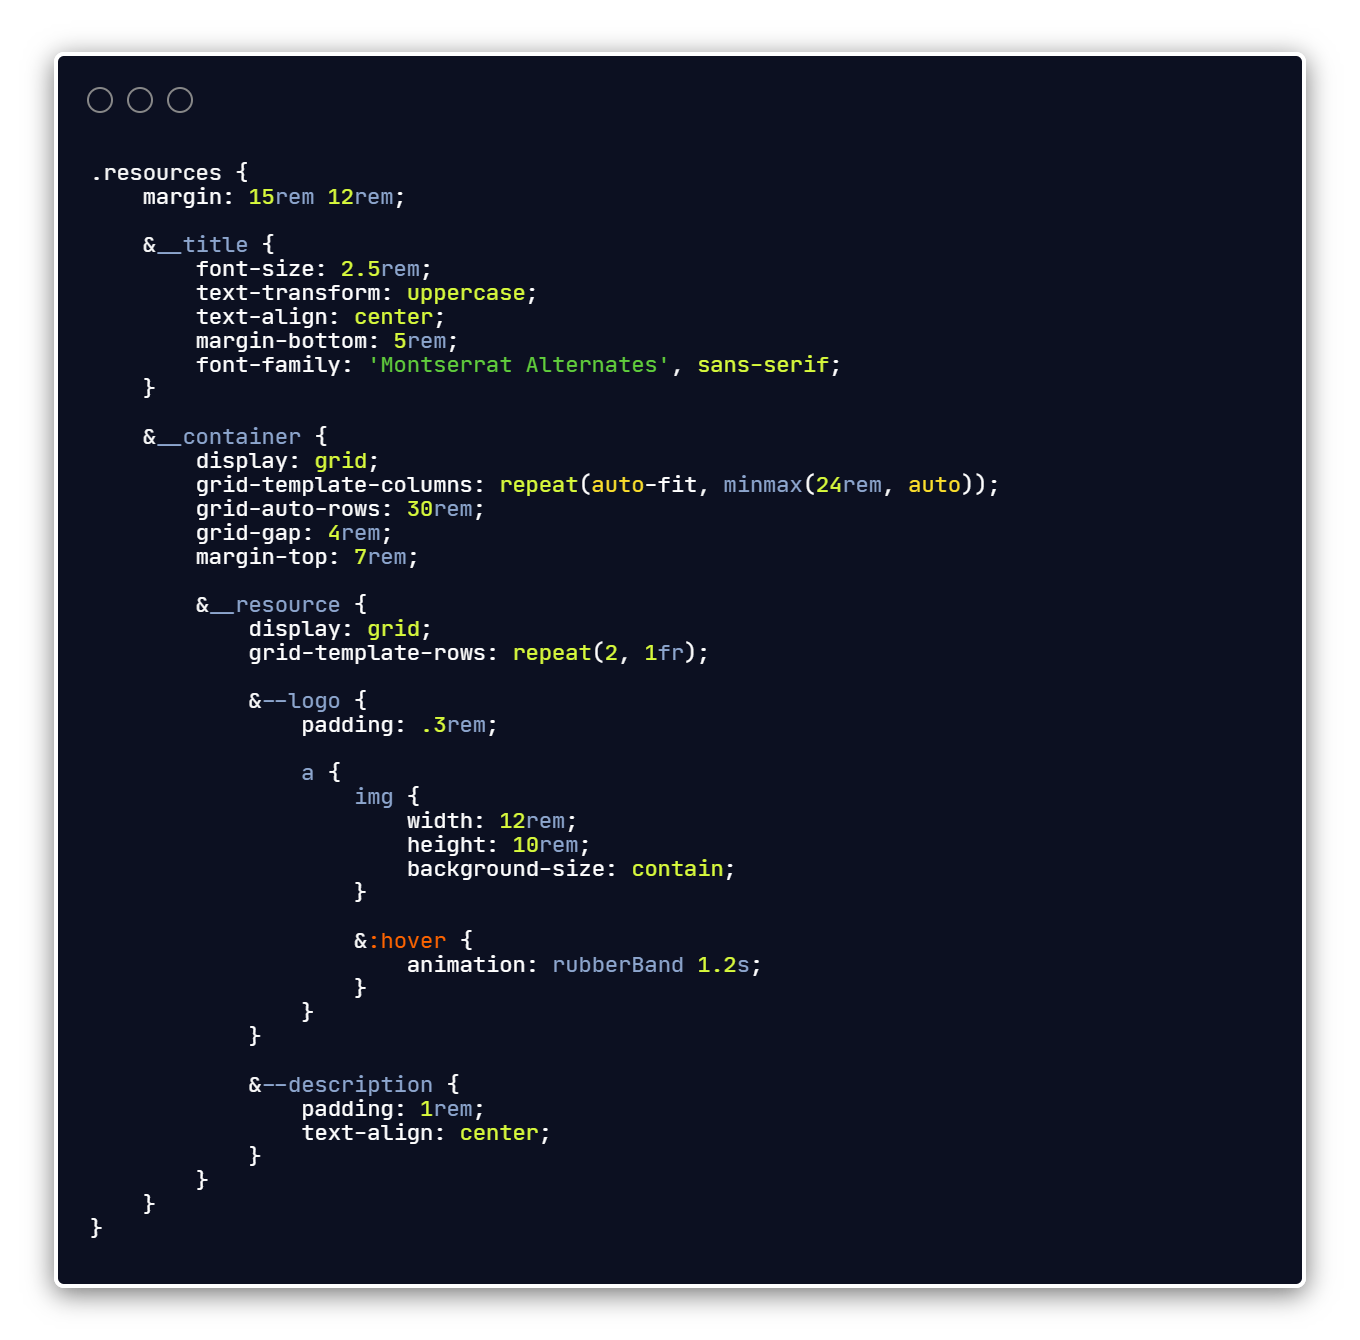 .resources {
    margin: 15rem 12rem;

    &__title {
        font-size: 2.5rem;
        text-transform: uppercase;
        text-align: center;
        margin-bottom: 5rem;
        font-family: 'Montserrat Alternates', sans-serif;
    }

    &__container {
        display: grid;
        grid-template-columns: repeat(auto-fit, minmax(24rem, auto));
        grid-auto-rows: 30rem;
        grid-gap: 4rem;
        margin-top: 7rem;

        &__resource {
            display: grid;
            grid-template-rows: repeat(2, 1fr);

            &--logo {
                padding: .3rem;

                a {
                    img {
                        width: 12rem;
                        height: 10rem;
                        background-size: contain;
                    }

                    &:hover {
                        animation: rubberBand 1.2s;
                    }
                }
            }

            &--description {
                padding: 1rem;
                text-align: center;
            }
        }
    }
}